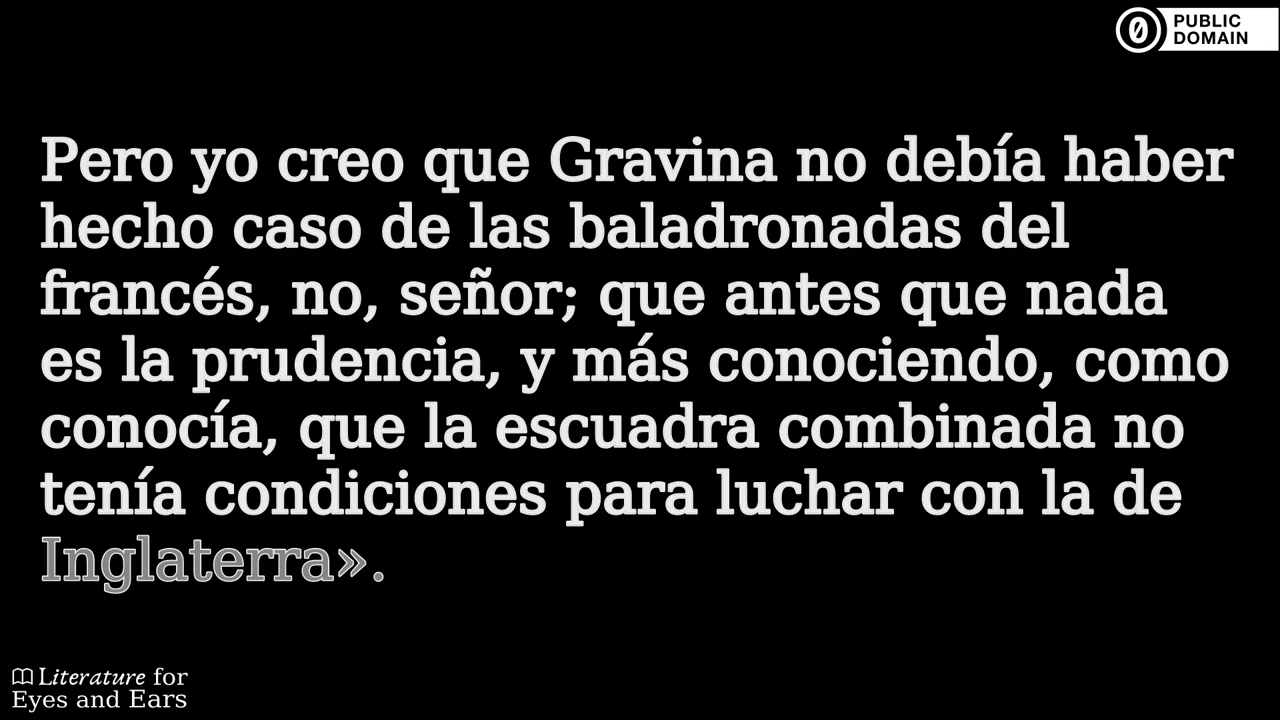 PUBLIC
DOMAIN
Pero yo creo que Gravina no debía haber
hecho caso de las baladronadas del
francés, no, señor; que antes que nada
es la prudencia, y más conociendo, como
conocía, que la escuadra combinada no
tenía condiciones para luchar con la de
Inglaterra».
Literature for
Eyes and Ears